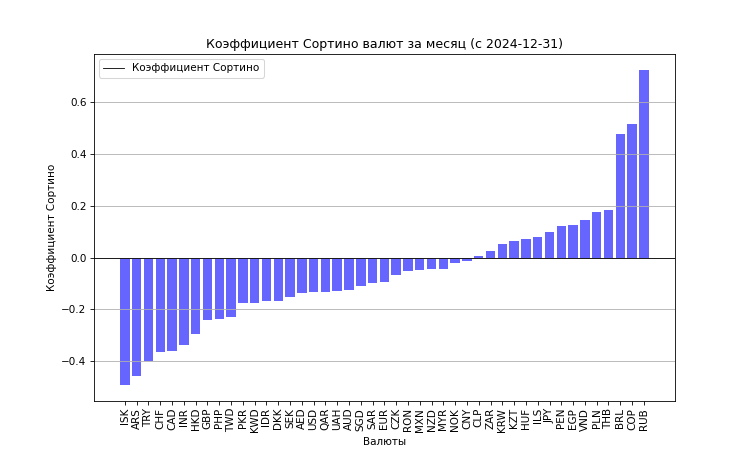 Коэффициент Сортино валют за месяц (с 2024-12-31)
Коэффициент Сортино
Коэффициент Сортино
0.6
0.4
0.2
0.0
−0.2
−0.4
ISK ARS TRY CHF CAD INR HKD GBP PHP TWD PKR KWD IDR DKK SEK AED USD QAR UAH AUD SGD SAR EUR CZK RON MXN NZD MYR NOK CNY CLP ZAR KRW KZT HUF ILS JPY PEN EGP VND PLN THB BRL COP RUB
Валюты